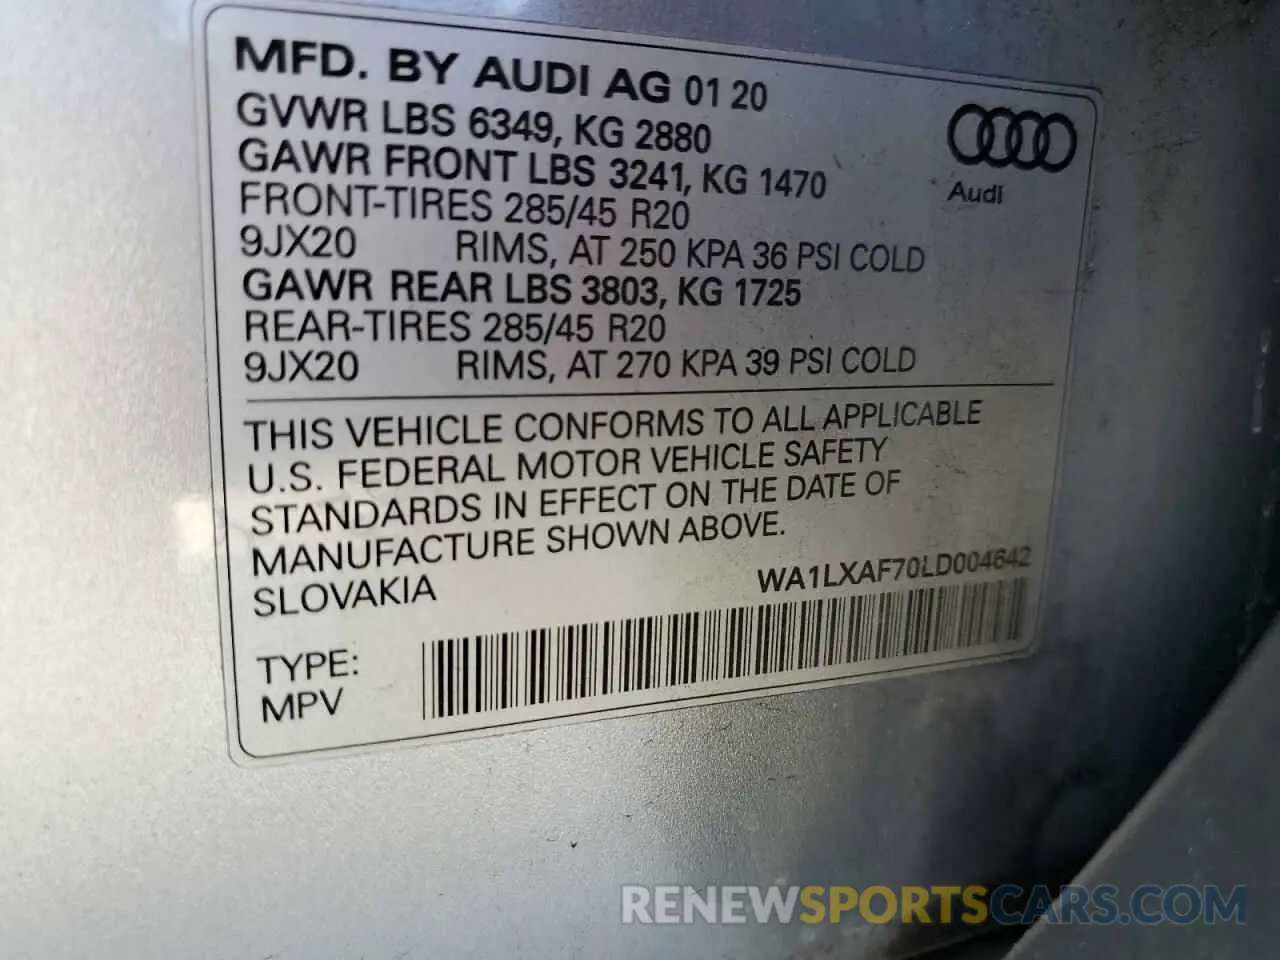 MFD. BY AUDI AG 01 20
GVWR LBS 6349, KG 2880
GAWR FRONT LBS 3241, KG 1470
FRONT-TIRES 285/45 R20
9JX20 RIMS, AT 250 KPA 36 PSI COLD
GAWR REAR LBS 3803, KG 1725
REAR-TIRES 285/45 R20
9JX20 RIMS, AT 270 KPA 39 PSI COLD
Audi
THIS VEHICLE CONFORMS TO ALL APPLICABLE
U.S. FEDERAL MOTOR VEHICLE SAFETY
STANDARDS IN EFFECT ON THE DATE OF
MANUFACTURE SHOWN ABOVE.
SLOVAKIA
WA1LXAF70LD004642
TYPE:
MPV
RENEWSPORTSCARS.COM